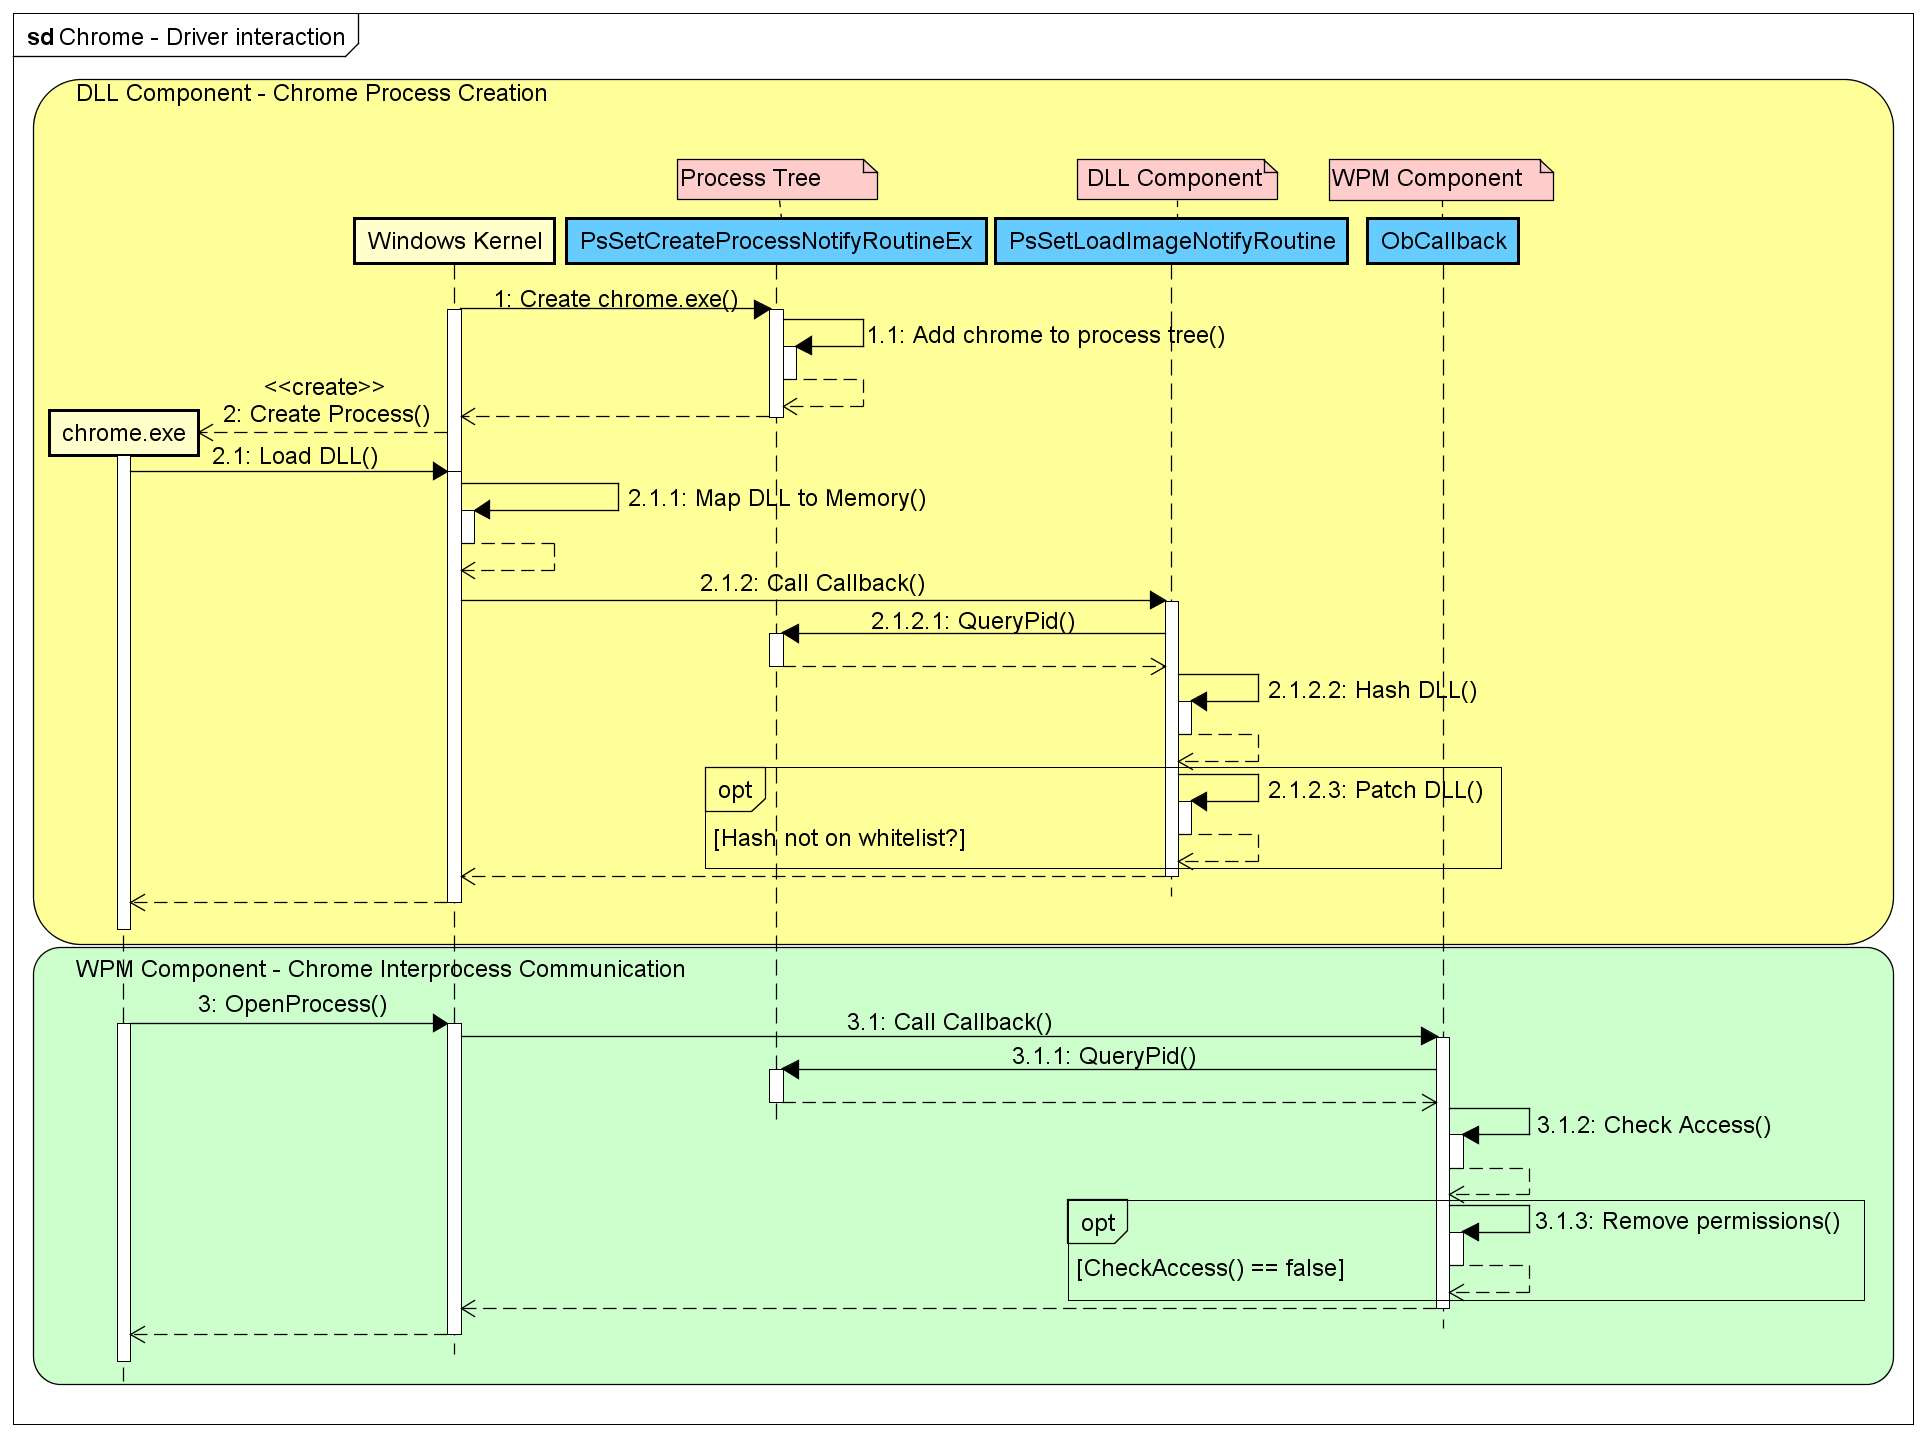 sd Chrome - Driver interaction
DLL Component - Chrome Process Creation
Process Tree
DLL Component
WPM Component
Windows Kernel
PsSetCreateProcessNotifyRoutineEx
PsSetLoadImageNotifyRoutine
ObCallback
1: Create chrome.exe()
1.1: Add chrome to process tree()
<<create>>
2: Create Process()
chrome.exe
2.1: Load DLL()
2.1.1: Map DLL to Memory()
2.1.2: Call Callback()
2.1.2.1: QueryPid()
2.1.2.2: Hash DLL()
opt
2.1.2.3: Patch DLL()
[Hash not on whitelist?]
WPM Component - Chrome Interprocess Communication
3: OpenProcess()
3.1: Call Callback()
3.1.1: QueryPid()
3.1.2: Check Access()
opt
3.1.3: Remove permissions()
[CheckAccess() == false]